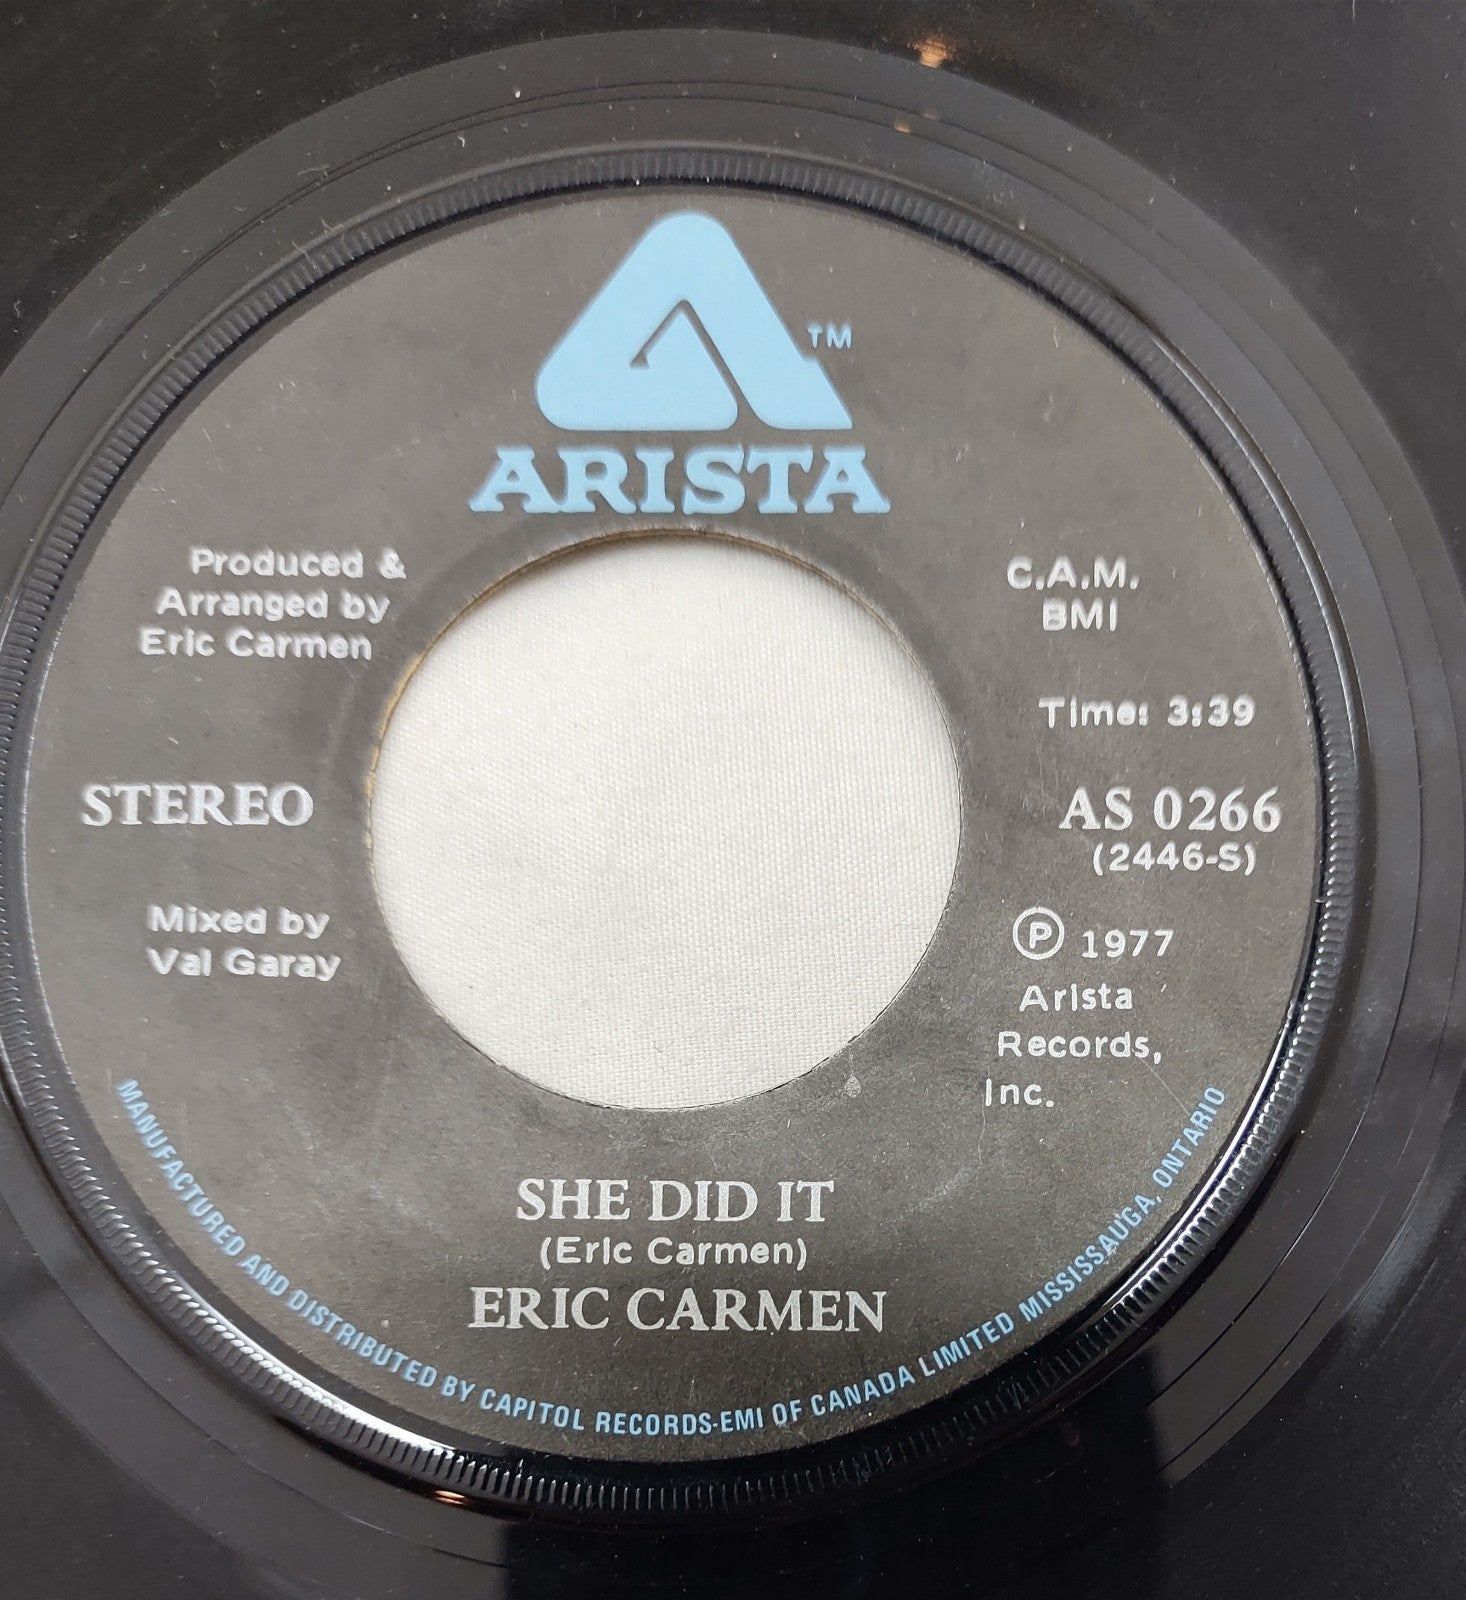 TM
ARISTA
Produced &
Arranged by
Eric Carmen
C.A.M.
BMI
Time: 3:39
STEREO
AS 0266
(2446-S)
Mixed by
Val Garay
Ⓟ 1977
Arista
Records,
Inc.
SHE DID IT
(Eric Carmen)
ERIC CARMEN
MANUFACTURED AND DISTRIBUTED BY CAPITOL RECORDS-EMI OF CANADA LIMITED MISSISSAUGA, ONTARIO